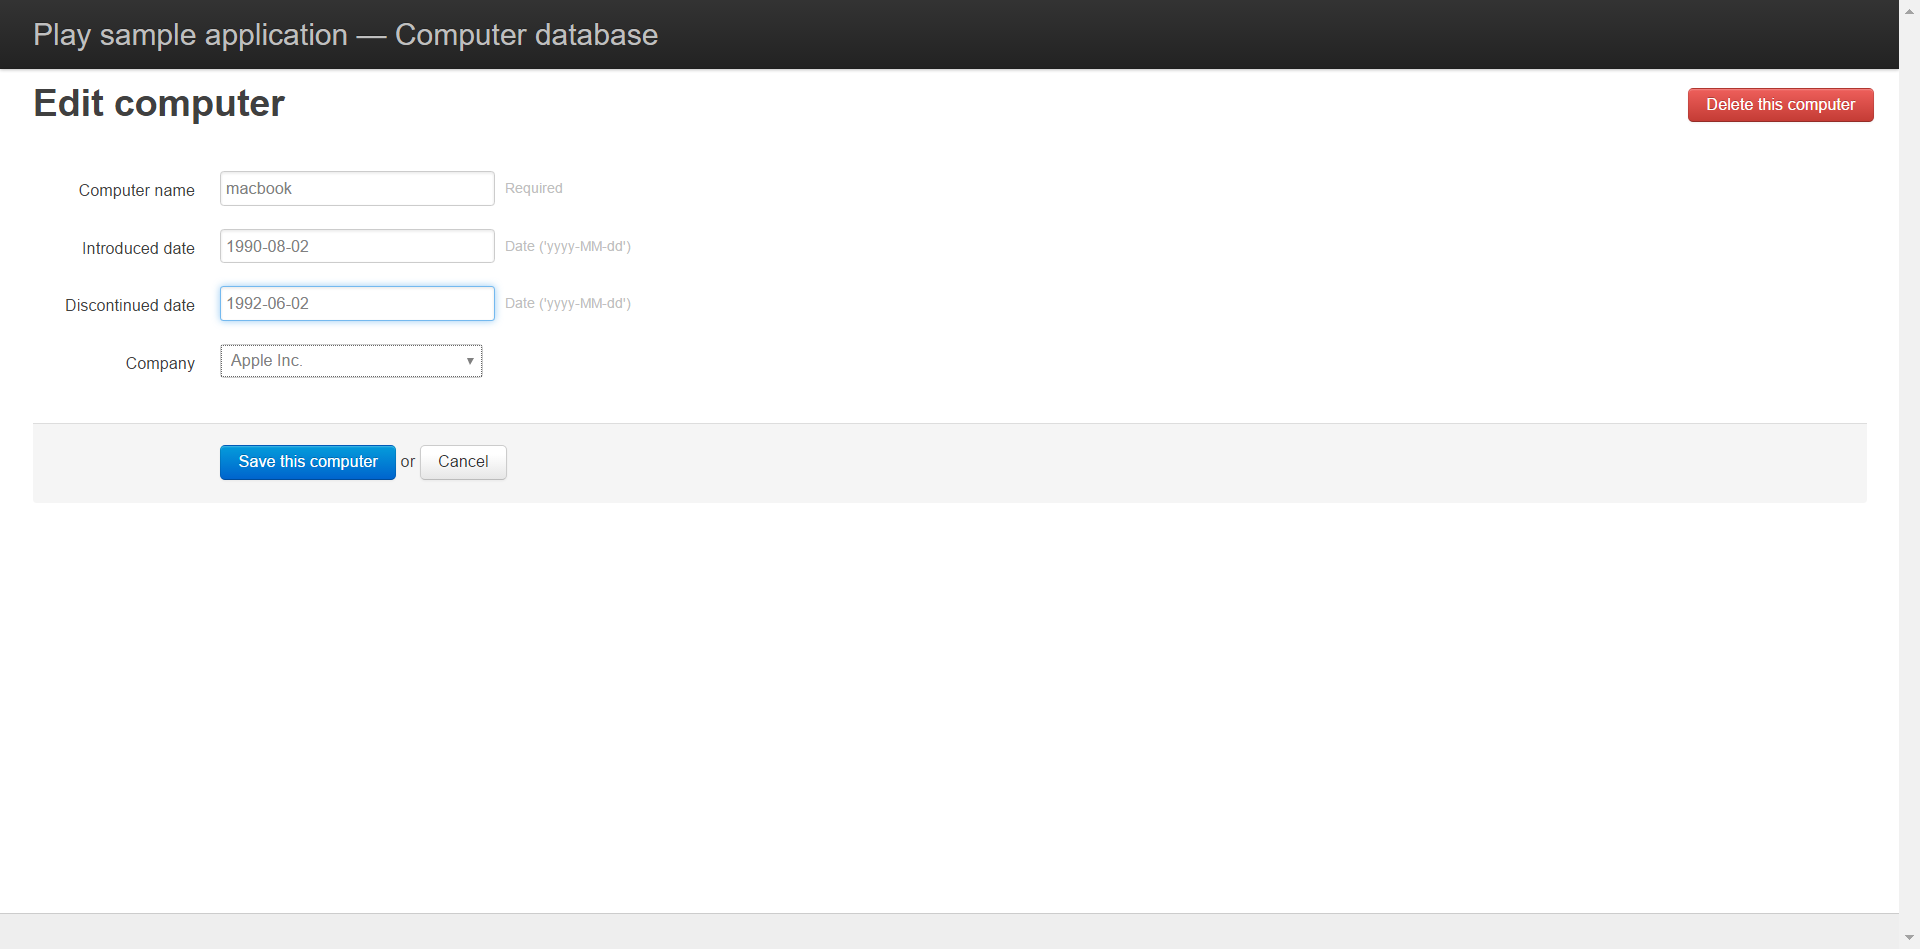 Play sample application — Computer database
Edit computer
Delete this computer
Computer name macbook Required
Introduced date 1990-08-02 Date ('yyyy-MM-dd')
Discontinued date 1992-06-02 Date ('yyyy-MM-dd')
Company Apple Inc.
Save this computer or Cancel